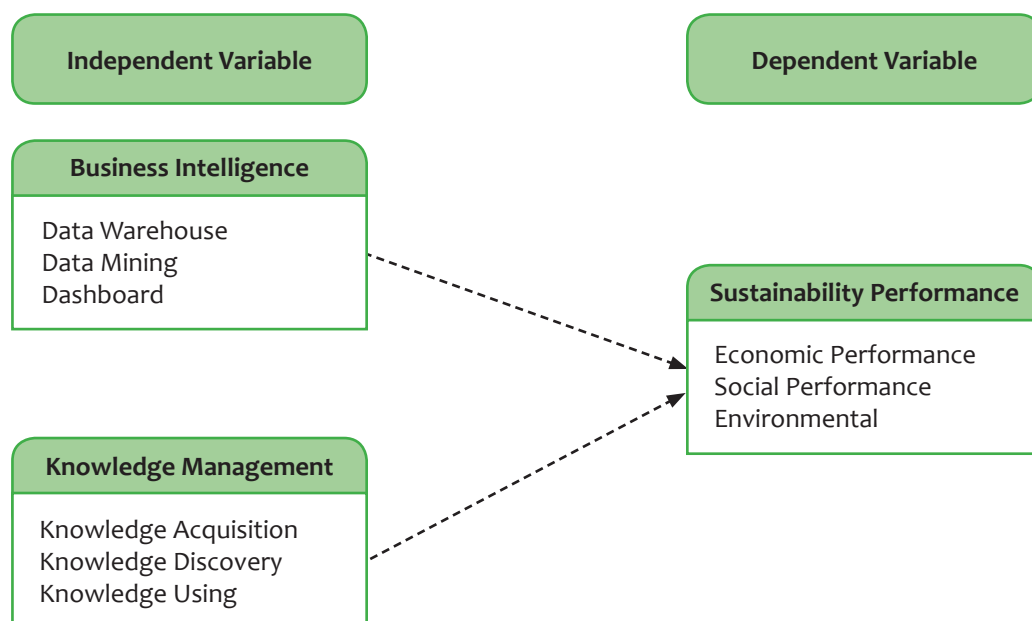 Independent Variable
Dependent Variable
Business Intelligence
Data Warehouse
Data Mining
Dashboard
Sustainability Performance
Economic Performance
Social Performance
Environmental
Knowledge Management
Knowledge Acquisition
Knowledge Discovery
Knowledge Using